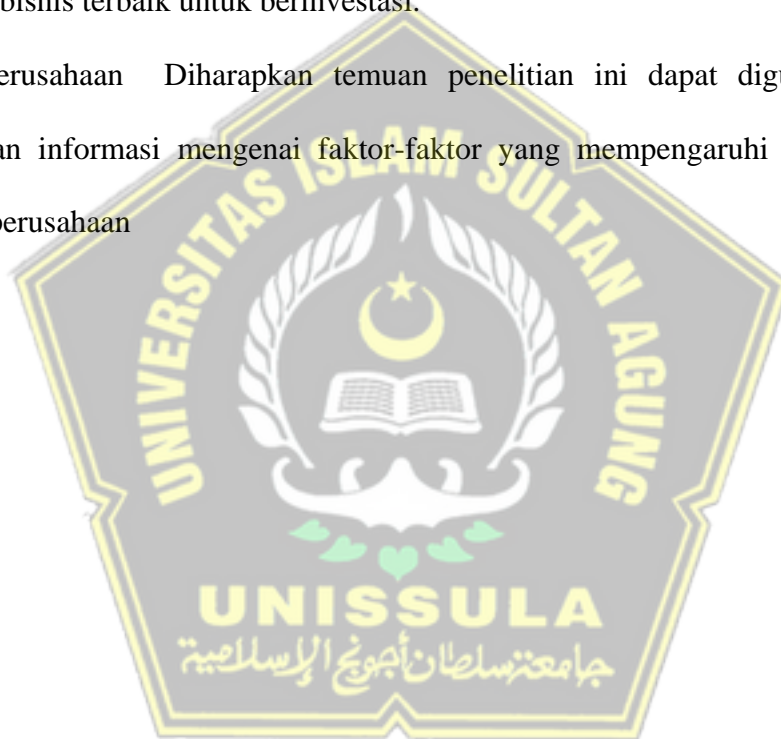 bisnis terbaik untuk berinvestasi.
erusahaan Diharapkan temuan penelitian ini dapat digu
an informasi mengenai faktor-faktor yang mempengaruhi
perusahaan
UNIVERSITAS ISLAM SULTAN AGUNG
UNISSULA
جامعة سلطان أجونج الإسلامية